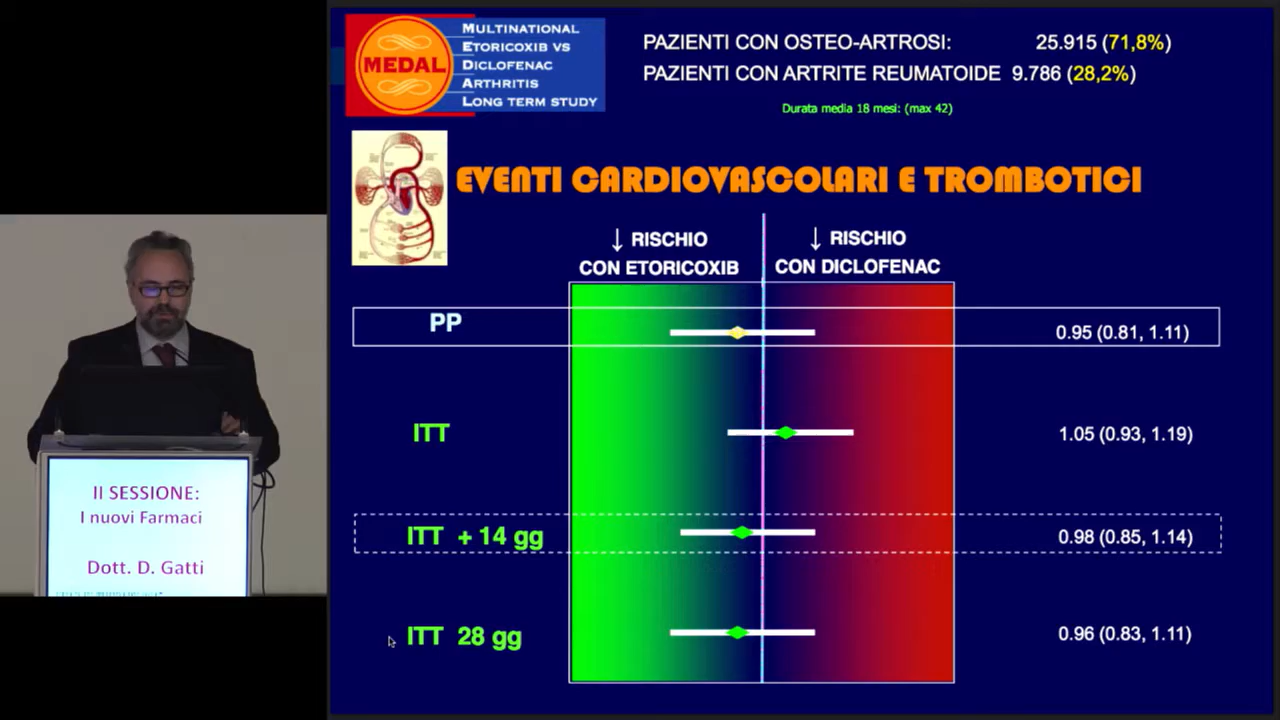 MULTINATIONAL
ETORICOXIB VS
DICLOFENAC
ARTHRITIS
LONG TERM STUDY
MEDAL
PAZIENTI CON OSTEO-ARTROSI: 25.915 (71,8%)
PAZIENTI CON ARTRITE REUMATOIDE 9.786 (28,2%)
Durata media 18 mesi: (max 42)
EVENTI CARDIOVASCOLARI E TROMBOTICI
↓ RISCHIO
CON ETORICOXIB
↓ RISCHIO
CON DICLOFENAC
PP 0.95 (0.81, 1.11)
ITT 1.05 (0.93, 1.19)
ITT + 14 gg 0.98 (0.85, 1.14)
ITT 28 gg 0.96 (0.83, 1.11)
II SESSIONE:
I nuovi Farmaci
Dott. D. Gatti